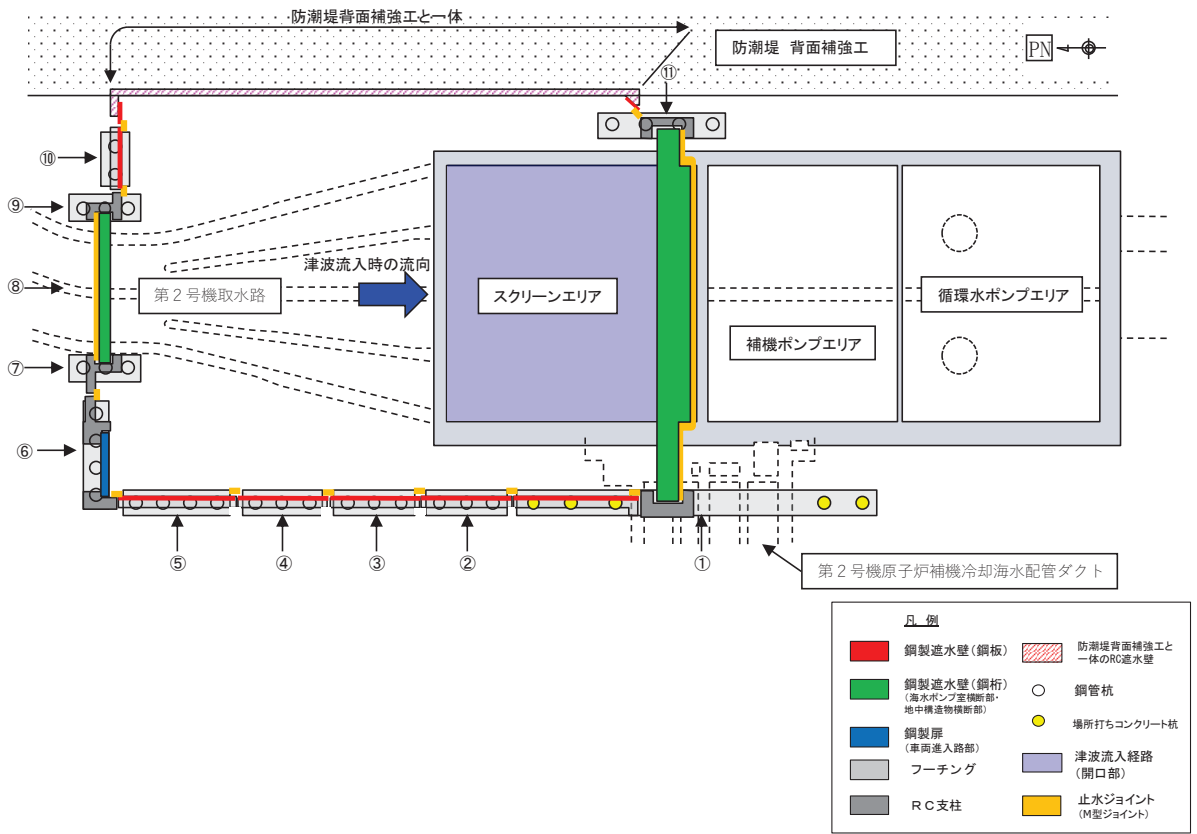 防潮堤背面補強工と一体
防潮堤 背面補強工
PN
⑪
⑩
⑨
⑧
⑦
⑥
第２号機取水路
津波流入時の流向
スクリーンエリア
補機ポンプエリア
循環水ポンプエリア
⑤
④
③
②
①
第２号機原子炉補機冷却海水配管ダクト
凡 例
鋼製遮水壁（鋼板）
鋼製遮水壁（鋼桁）
（海水ポンプ室横断部・
地中構造物横断部）
鋼製扉
（車両進入路部）
フーチング
ＲＣ支柱
防潮堤背面補強工と
一体のRC遮水壁
鋼管杭
場所打ちコンクリート杭
津波流入経路
（開口部）
止水ジョイント
（M型ジョイント）